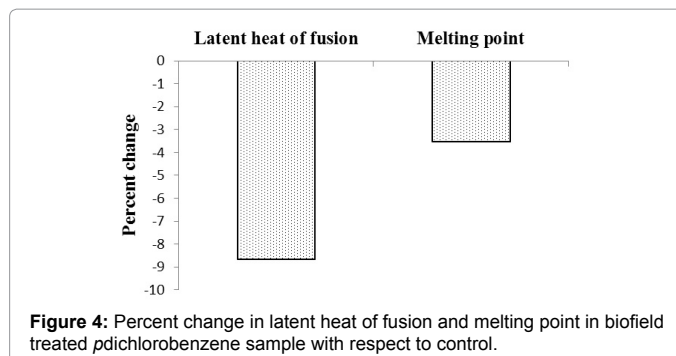 Latent heat of fusion Melting point
0
-1
-2
-3
-4
-5
-6
-7
-8
-9
-10
Percent change
Figure 4: Percent change in latent heat of fusion and melting point in biofield
treated pdichlorobenzene sample with respect to control.